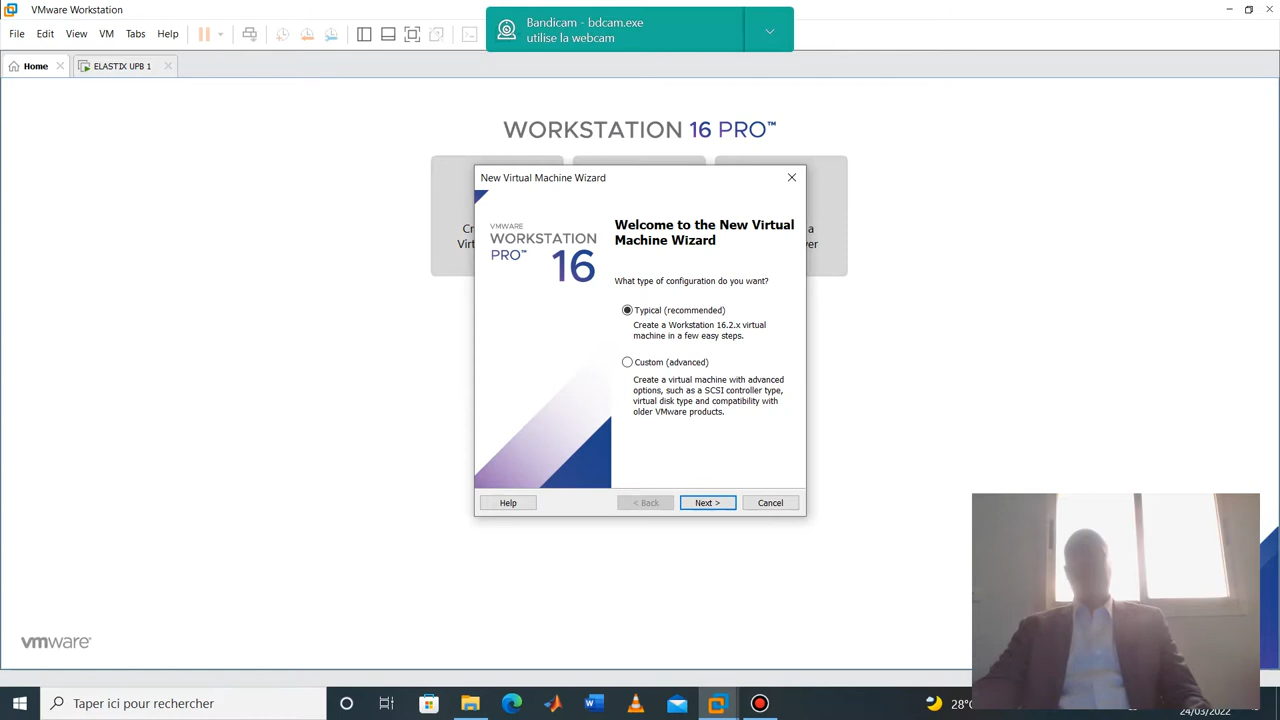 VMware Workstation
File Edit View VM Tabs Help
Bandicam - bdcam.exe
utilise la webcam
Home
ELASTIX UPB 1
WORKSTATION 16 PRO™
New Virtual Machine Wizard
VMWARE
WORKSTATION
PRO™ 16
Welcome to the New Virtual
Machine Wizard
What type of configuration do you want?
Typical (recommended)
Create a Workstation 16.2.x virtual
machine in a few easy steps.
Custom (advanced)
Create a virtual machine with advanced
options, such as a SCSI controller type,
virtual disk type and compatibility with
older VMware products.
Help
< Back
Next >
Cancel
vmware
Taper ici pour rechercher
28°
24/03/2022